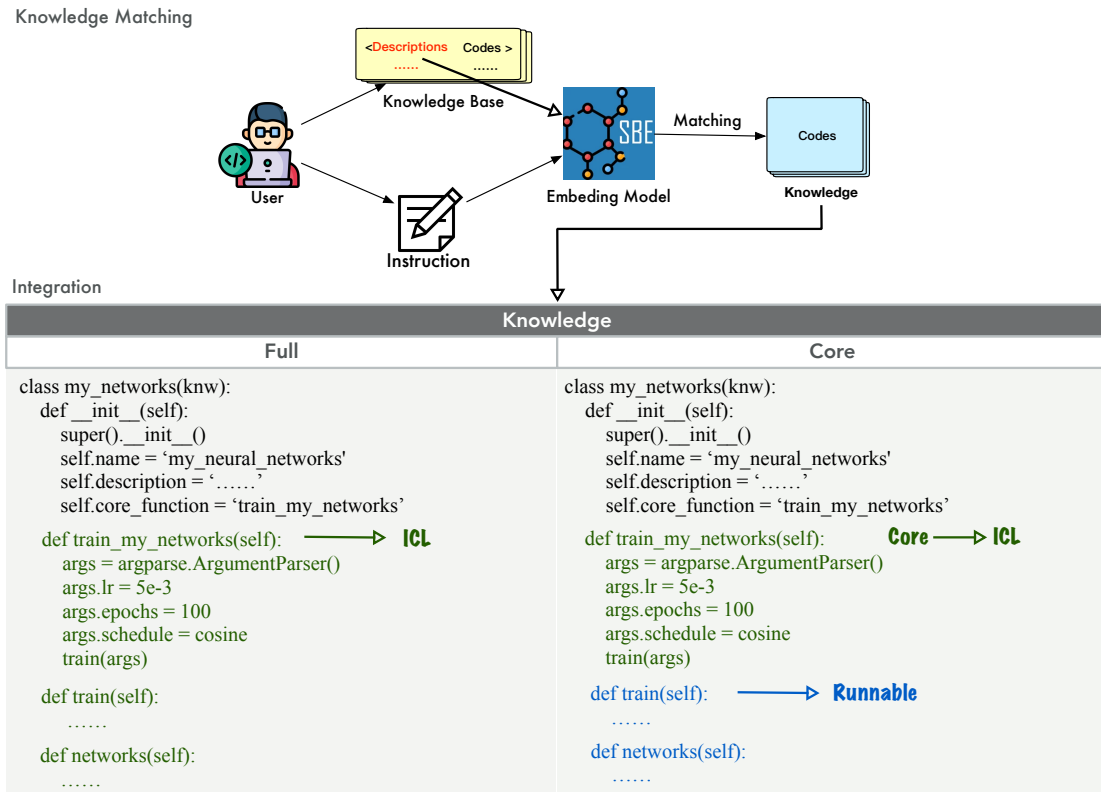 Knowledge Matching
<Descriptions Codes >
...... ......
Knowledge Base
</>
SBE
Matching
Codes
User
Embeding Model
Knowledge
Instruction
Integration
Knowledge
Full
Core
class my_networks(knw):
def __init__(self):
super().__init__()
self.name = ‘my_neural_networks'
self.description = ‘……’
self.core_function = ‘train_my_networks’
def train_my_networks(self): ICL
args = argparse.ArgumentParser()
args.lr = 5e-3
args.epochs = 100
args.schedule = cosine
train(args)
def train(self):
……
def networks(self):
……
class my_networks(knw):
def __init__(self):
super().__init__()
self.name = ‘my_neural_networks'
self.description = ‘……’
self.core_function = ‘train_my_networks’
def train_my_networks(self): Core ICL
args = argparse.ArgumentParser()
args.lr = 5e-3
args.epochs = 100
args.schedule = cosine
train(args)
def train(self): Runnable
……
def networks(self):
……